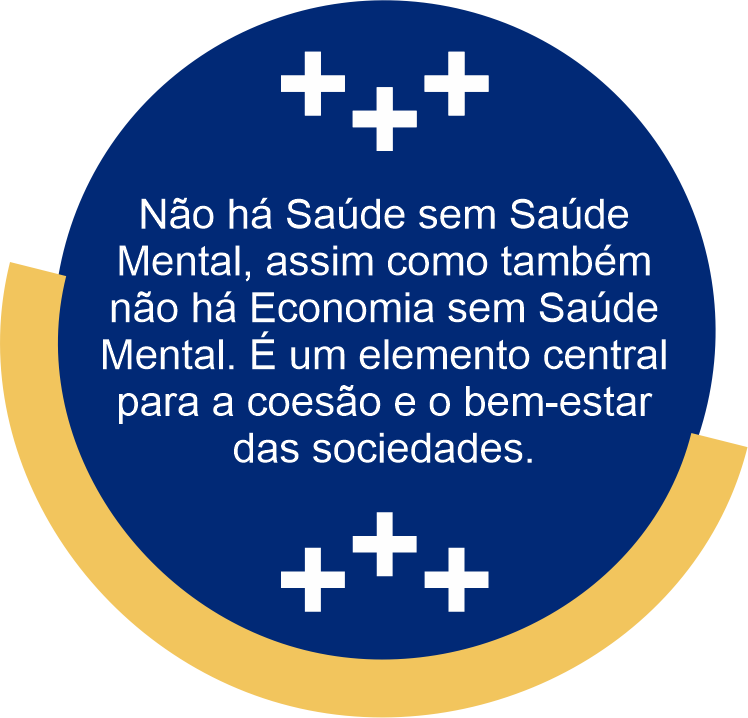 Não há Saúde sem Saúde
Mental, assim como também
não há Economia sem Saúde
Mental. É um elemento central
para a coesão e o bem-estar
das sociedades.